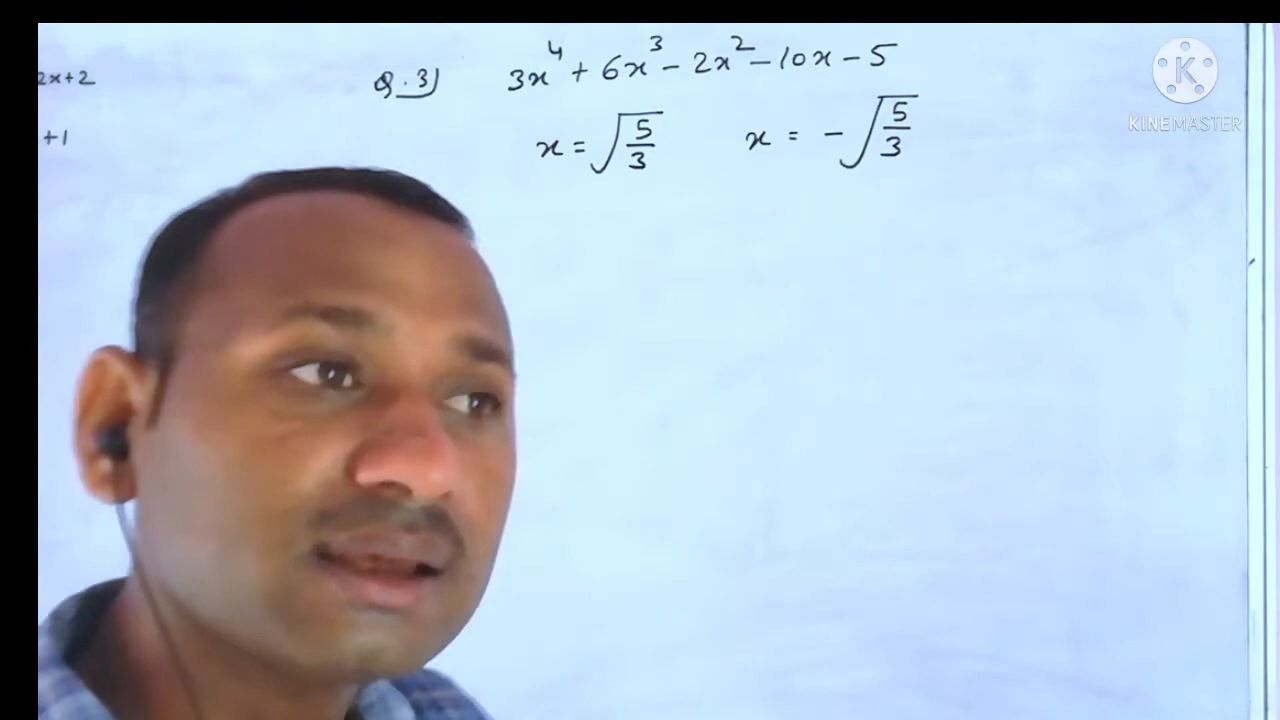 2x+2
+1
Q.3) 3x⁴ + 6x³ - 2x² - 10x - 5
x = √(5/3) x = -√(5/3)
K
KINEMASTER